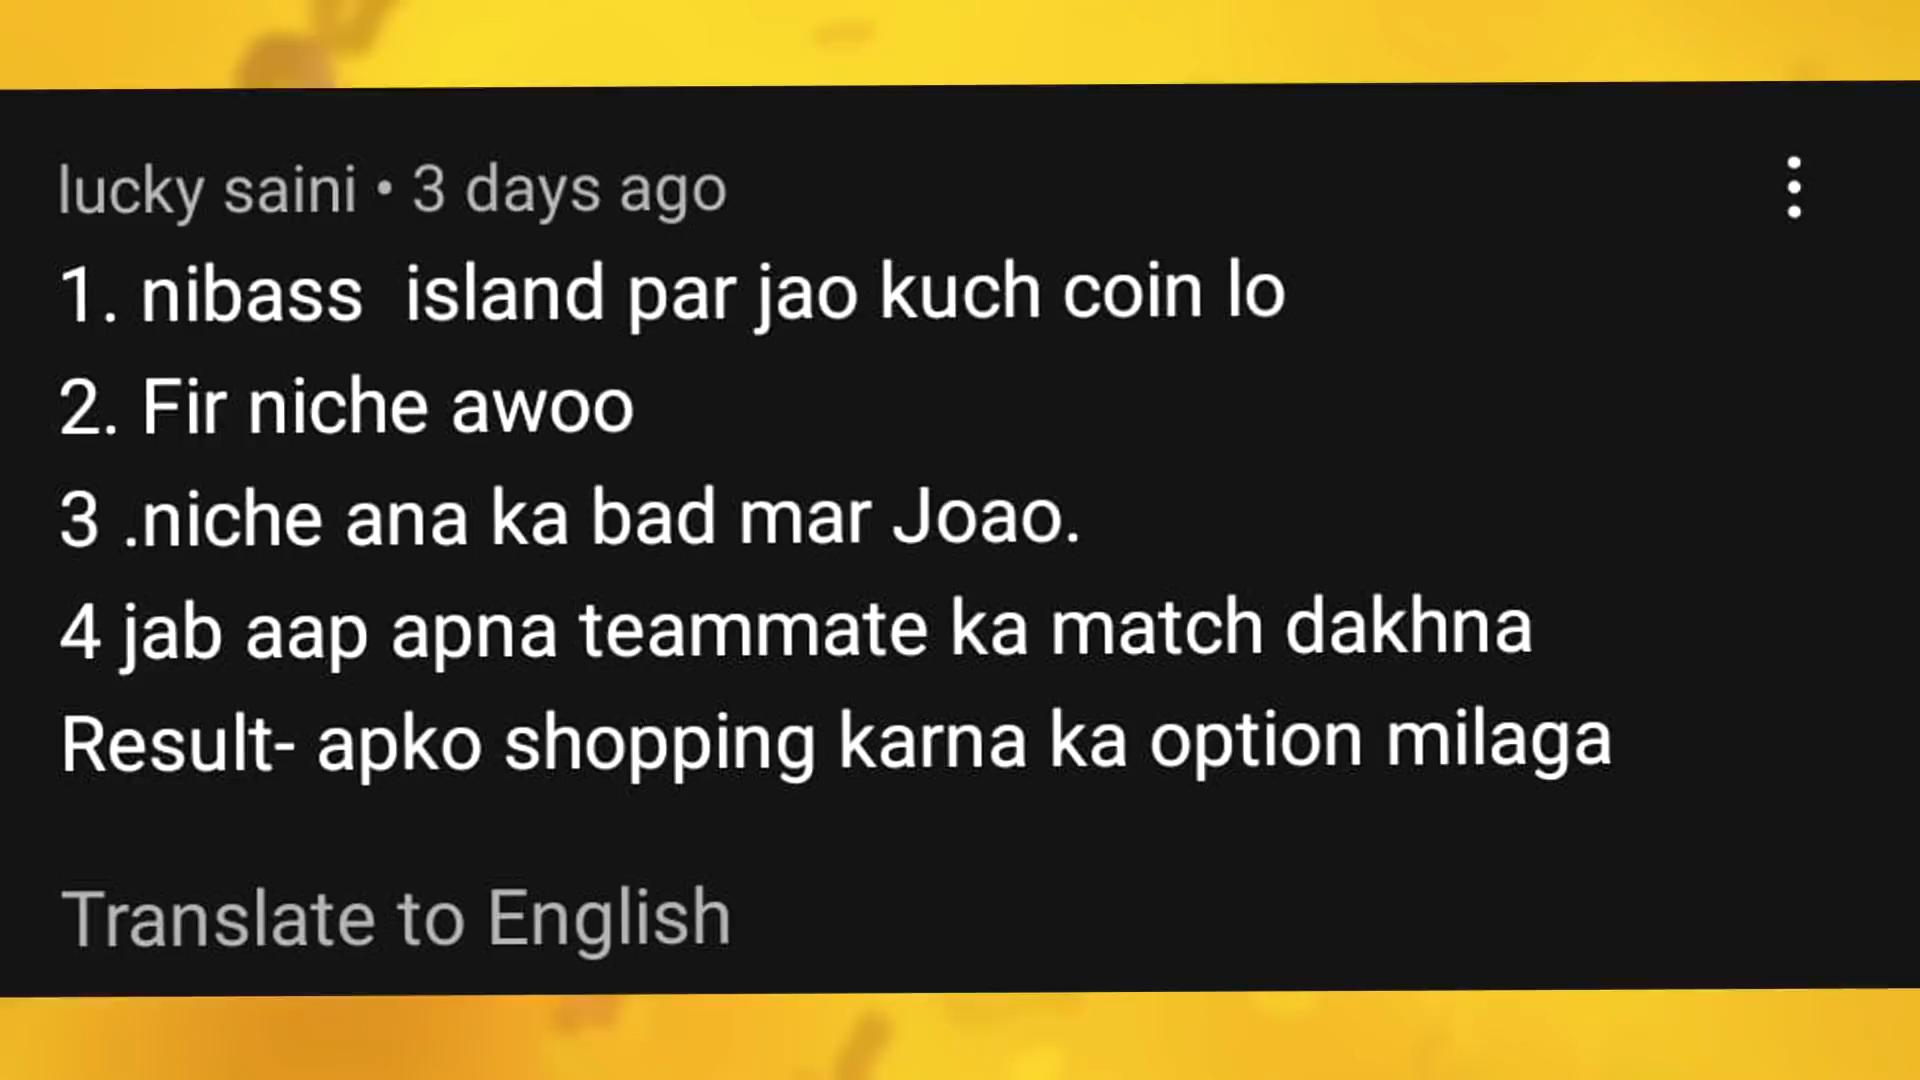 lucky saini • 3 days ago
1. nibass  island par jao kuch coin lo
2. Fir niche awoo
3 .niche ana ka bad mar Joao.
4 jab aap apna teammate ka match dakhna
Result- apko shopping karna ka option milaga
Translate to English